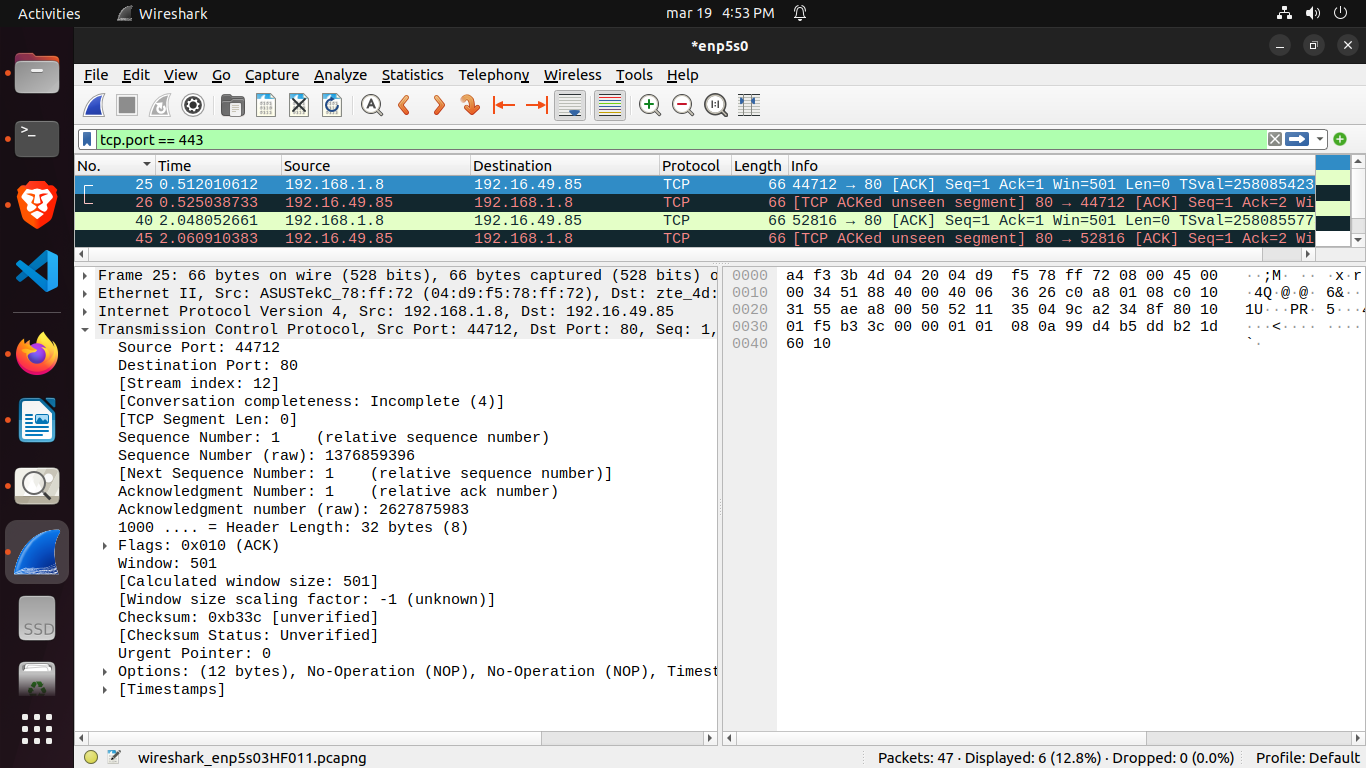 Activities Wireshark mar 19 4:53 PM
*enp5s0
File Edit View Go Capture Analyze Statistics Telephony Wireless Tools Help
tcp.port == 443
No. Time Source Destination Protocol Length Info
25 0.512010612 192.168.1.8 192.16.49.85 TCP 66 44712 → 80 [ACK] Seq=1 Ack=1 Win=501 Len=0 TSval=258085423
26 0.525038733 192.16.49.85 192.168.1.8 TCP 66 [TCP ACKed unseen segment] 80 → 44712 [ACK] Seq=1 Ack=2 Wi
40 2.048052661 192.168.1.8 192.16.49.85 TCP 66 52816 → 80 [ACK] Seq=1 Ack=1 Win=501 Len=0 TSval=258085577
45 2.060910383 192.16.49.85 192.168.1.8 TCP 66 [TCP ACKed unseen segment] 80 → 52816 [ACK] Seq=1 Ack=2 Wi
Frame 25: 66 bytes on wire (528 bits), 66 bytes captured (528 bits) o
Ethernet II, Src: ASUSTekC_78:ff:72 (04:d9:f5:78:ff:72), Dst: zte_4d:
Internet Protocol Version 4, Src: 192.168.1.8, Dst: 192.16.49.85
Transmission Control Protocol, Src Port: 44712, Dst Port: 80, Seq: 1,
Source Port: 44712
Destination Port: 80
[Stream index: 12]
[Conversation completeness: Incomplete (4)]
[TCP Segment Len: 0]
Sequence Number: 1 (relative sequence number)
Sequence Number (raw): 1376859396
[Next Sequence Number: 1 (relative sequence number)]
Acknowledgment Number: 1 (relative ack number)
Acknowledgment number (raw): 2627875983
1000 .... = Header Length: 32 bytes (8)
Flags: 0x010 (ACK)
Window: 501
[Calculated window size: 501]
[Window size scaling factor: -1 (unknown)]
Checksum: 0xb33c [unverified]
[Checksum Status: Unverified]
Urgent Pointer: 0
Options: (12 bytes), No-Operation (NOP), No-Operation (NOP), Timest
[Timestamps]
0000 a4 f3 3b 4d 04 20 04 d9 f5 78 ff 72 08 00 45 00 ··;M· ·· ·x·r
0010 00 34 51 88 40 00 40 06 36 26 c0 a8 01 08 c0 10 ·4Q·@·@· 6&··
0020 31 55 ae a8 00 50 52 11 35 04 9c a2 34 8f 80 10 1U···PR· 5···4
0030 01 f5 b3 3c 00 00 01 01 08 0a 99 d4 b5 dd b2 1d ···<···· ····
0040 60 10 `·
SSD
wireshark_enp5s03HF011.pcapng
Packets: 47 · Displayed: 6 (12.8%) · Dropped: 0 (0.0%) Profile: Default